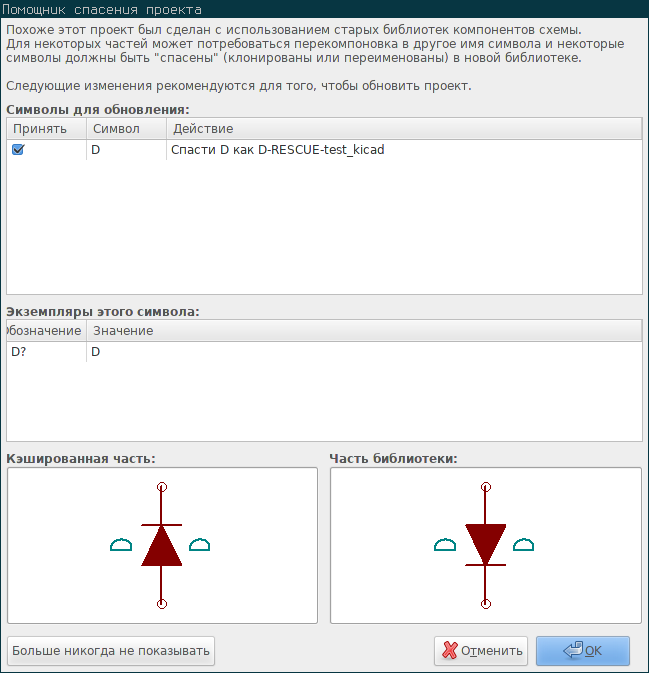 Помощник спасения проекта
Похоже этот проект был сделан с использованием старых библиотек компонентов схемы.
Для некоторых частей может потребоваться перекомпоновка в другое имя символа и некоторые
символы должны быть "спасены" (клонированы или переименованы) в новой библиотеке.
Следующие изменения рекомендуются для того, чтобы обновить проект.
Символы для обновления:
Принять Символ Действие
D Спасти D как D-RESCUE-test_kicad
Экземпляры этого символа:
бозначение Значение
D? D
Кэшированная часть: Часть библиотеки:
D D D D
Больше никогда не показывать Отменить OK